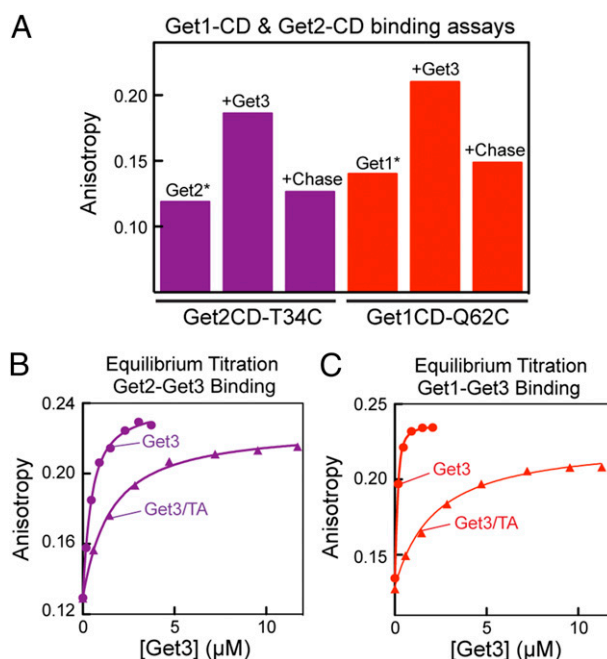 A
Get1-CD & Get2-CD binding assays
Anisotropy
0.20
0.15
0.10
Get2*
+Get3
+Chase
Get1*
+Get3
+Chase
Get2CD-T34C
Get1CD-Q62C
B
Equilibrium Titration
Get2-Get3 Binding
Anisotropy
0.24
0.20
0.16
0.12
Get3
Get3/TA
0
5
10
[Get3] (μM)
C
Equilibrium Titration
Get1-Get3 Binding
Anisotropy
0.25
0.20
0.15
Get3
Get3/TA
0
5
10
[Get3] (μM)